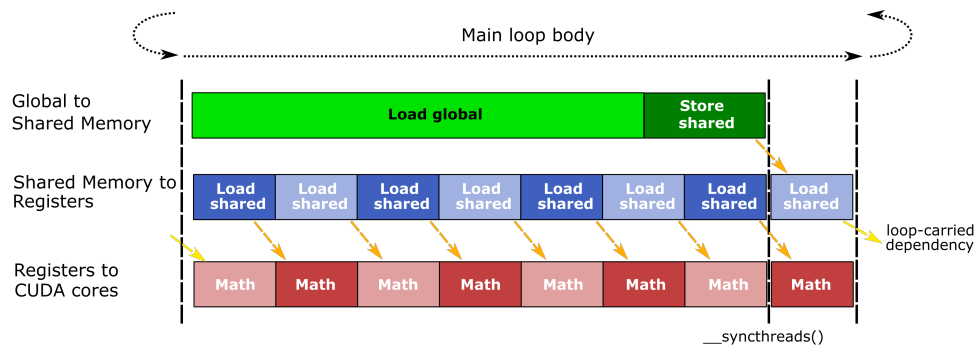 Main loop body
Global to
Shared Memory
Load global
Store
shared
Shared Memory to
Registers
Load
shared
Load
shared
Load
shared
Load
shared
Load
shared
Load
shared
Load
shared
Load
shared
loop-carried
dependency
Registers to
CUDA cores
Math
Math
Math
Math
Math
Math
Math
Math
__syncthreads()